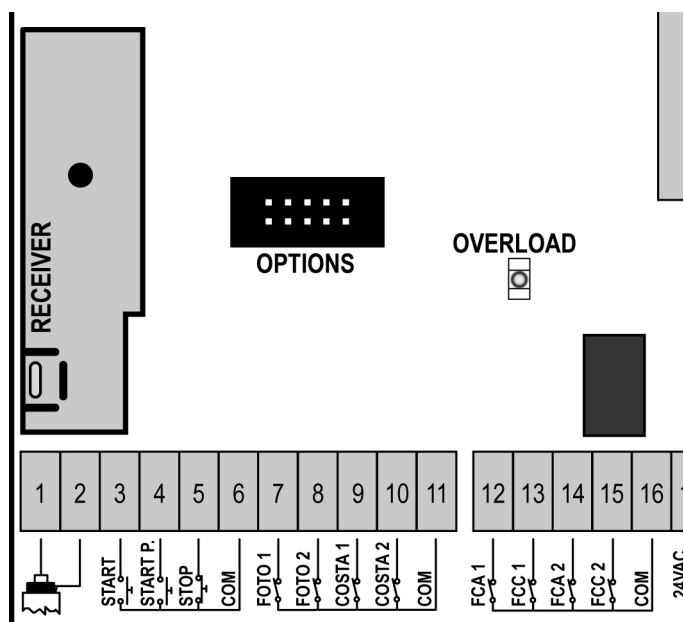 RECEIVER
OPTIONS
OVERLOAD
1 2 3 4 5 6 7 8 9 10 11 12 13 14 15 16
START
START P.
STOP
COM
FOTO 1
FOTO 2
COSTA 1
COSTA 2
COM
FCA 1
FCC 1
FCA 2
FCC 2
COM
24VAC